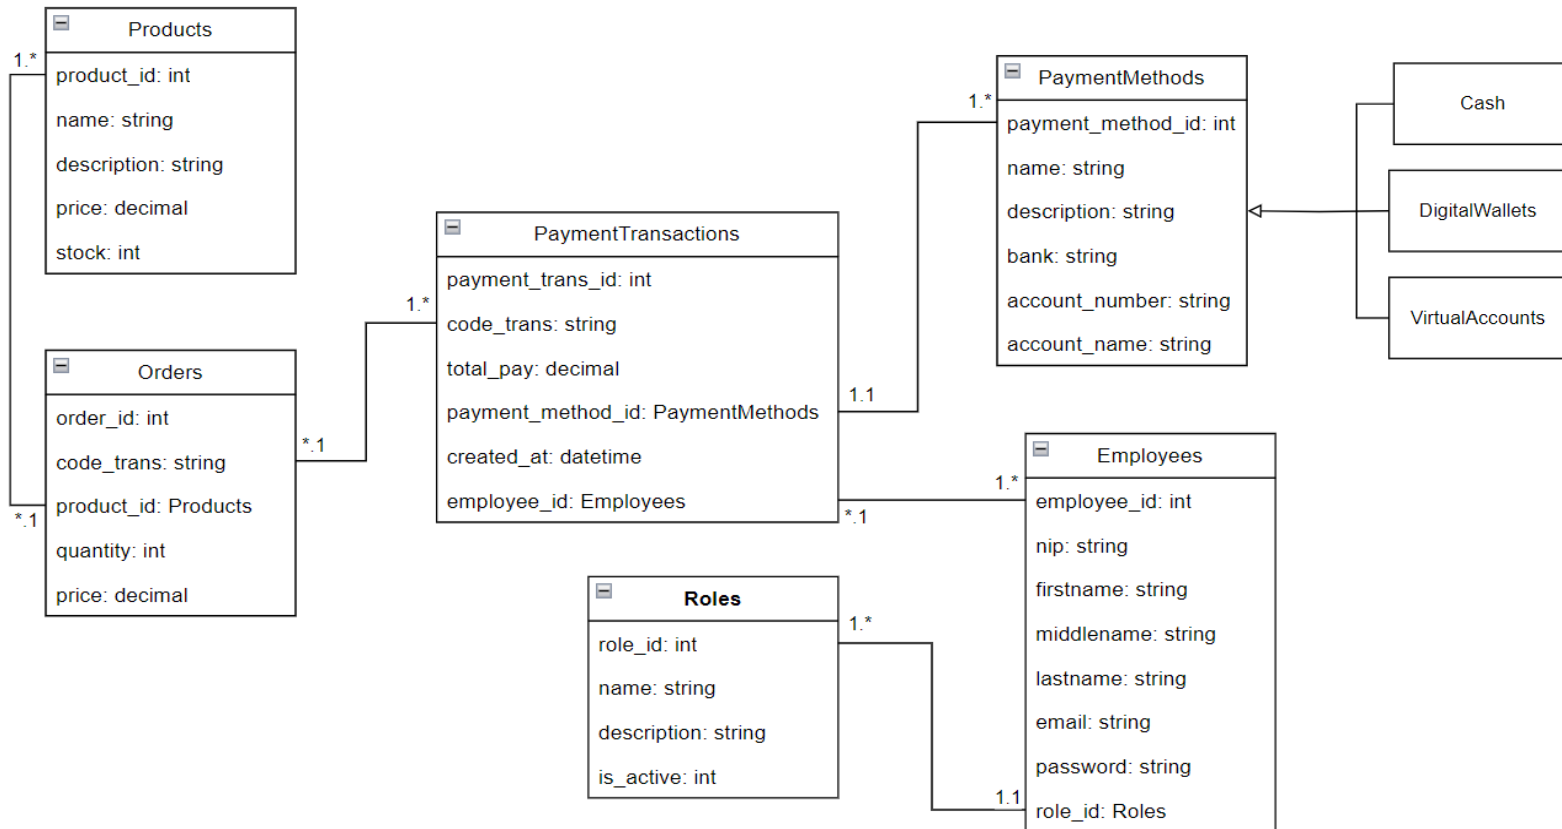 Products
1.*
product_id: int
name: string
description: string
price: decimal
stock: int
Orders
order_id: int
code_trans: string
product_id: Products
*.1
quantity: int
price: decimal
*.1
1.*
PaymentTransactions
payment_trans_id: int
code_trans: string
total_pay: decimal
payment_method_id: PaymentMethods
1.1
created_at: datetime
employee_id: Employees
*.1
1.*
PaymentMethods
payment_method_id: int
name: string
description: string
bank: string
account_number: string
account_name: string
Cash
DigitalWallets
VirtualAccounts
Roles
1.*
role_id: int
name: string
description: string
is_active: int
Employees
1.*
employee_id: int
nip: string
firstname: string
middlename: string
lastname: string
email: string
password: string
1.1
role_id: Roles